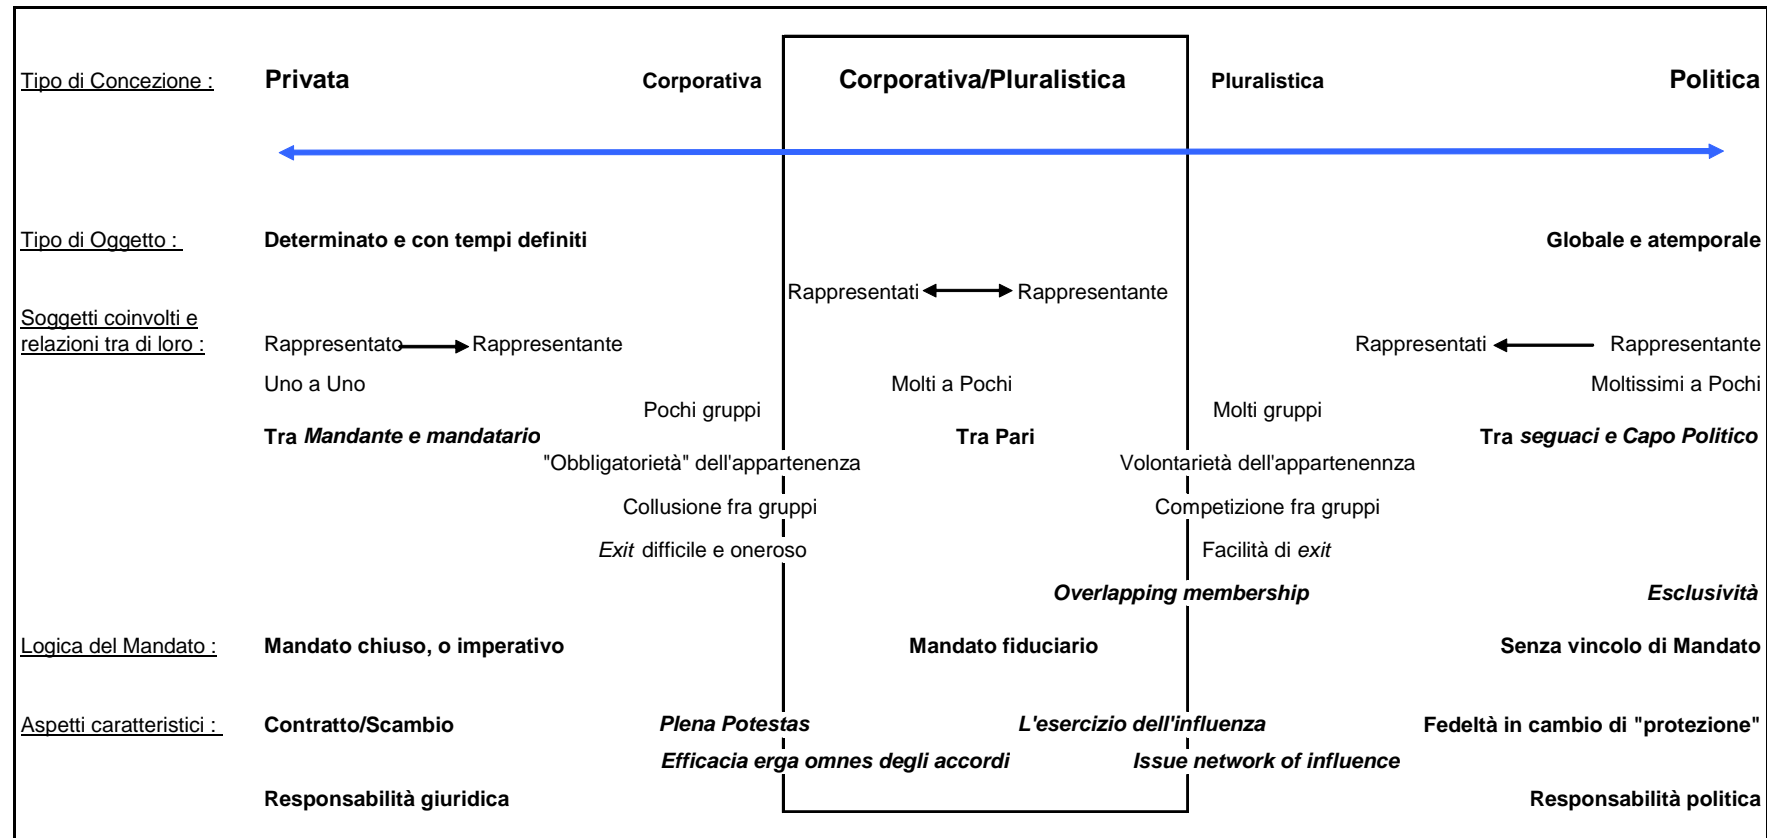 Tipo di Concezione : Privata Corporativa Corporativa/Pluralistica Pluralistica Politica
Tipo di Oggetto : Determinato e con tempi definiti Globale e atemporale
Rappresentati Rappresentante
Soggetti coinvolti e
relazioni tra di loro : Rappresentato Rappresentante Rappresentati Rappresentante
Uno a Uno Molti a Pochi Moltissimi a Pochi
Pochi gruppi Molti gruppi
Tra Mandante e mandatario Tra Pari Tra seguaci e Capo Politico
"Obbligatorietà" dell'appartenenza Volontarietà dell'appartenennza
Collusione fra gruppi Competizione fra gruppi
Exit difficile e oneroso Facilità di exit
Overlapping membership Esclusività
Logica del Mandato : Mandato chiuso, o imperativo Mandato fiduciario Senza vincolo di Mandato
Aspetti caratteristici : Contratto/Scambio Plena Potestas L'esercizio dell'influenza Fedeltà in cambio di "protezione"
Efficacia erga omnes degli accordi Issue network of influence
Responsabilità giuridica Responsabilità politica